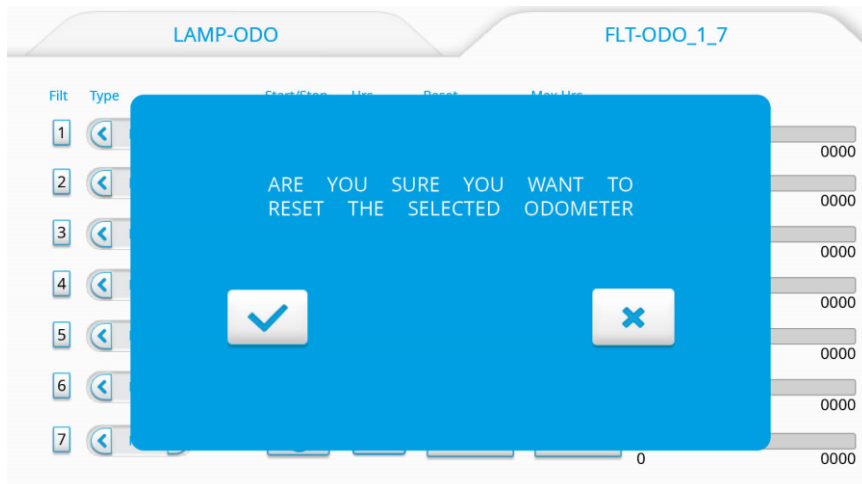 LAMP-ODO FLT-ODO_1_7
Filt Type Start/Stop Hrs Reset Max Hrs
1 0000
ARE YOU SURE YOU WANT TO
2 0000
RESET THE SELECTED ODOMETER
3 0000
4 0000
5 0000
6 0000
7 0 0000